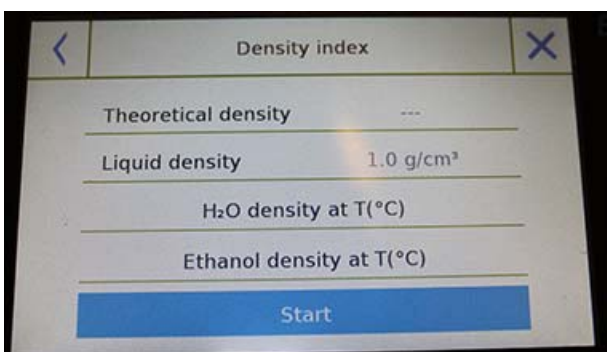 Density index
Theoretical density ---
Liquid density 1.0 g/cm³
H₂O density at T(°C)
Ethanol density at T(°C)
Start